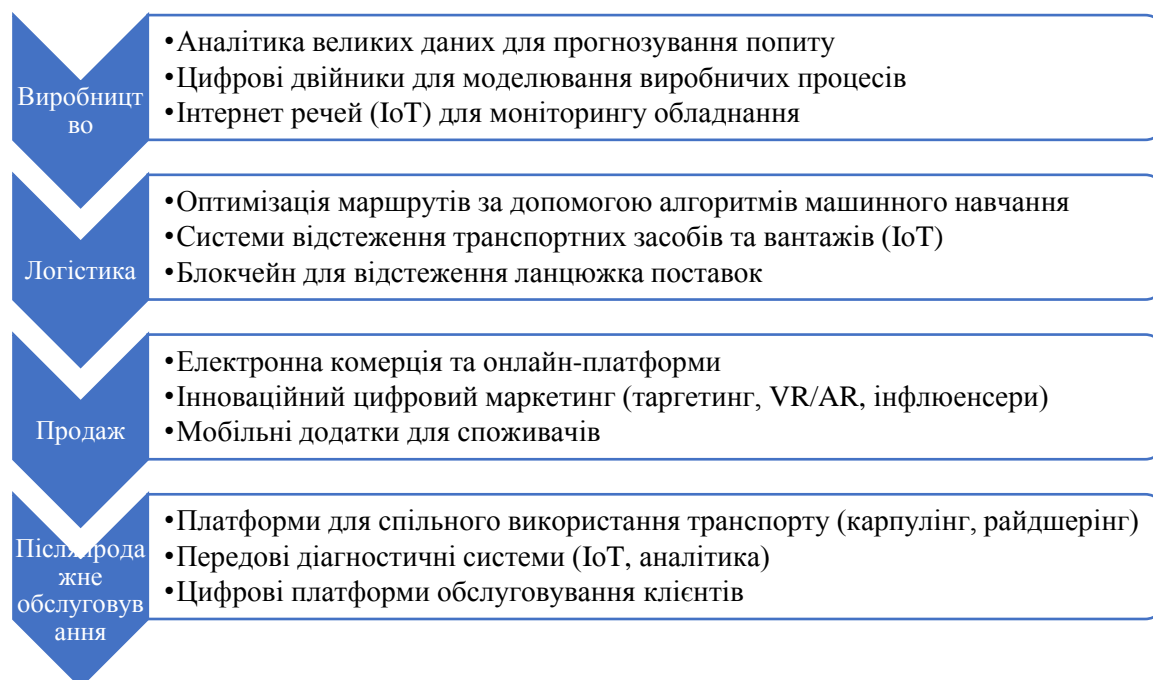 Виробницт
во
•Аналітика великих даних для прогнозування попиту
•Цифрові двійники для моделювання виробничих процесів
•Інтернет речей (IoT) для моніторингу обладнання
Логістика
•Оптимізація маршрутів за допомогою алгоритмів машинного навчання
•Системи відстеження транспортних засобів та вантажів (IoT)
•Блокчейн для відстеження ланцюжка поставок
Продаж
•Електронна комерція та онлайн-платформи
•Інноваційний цифровий маркетинг (таргетинг, VR/AR, інфлюенсери)
•Мобільні додатки для споживачів
Післяпрода
жне
обслуговув
ання
•Платформи для спільного використання транспорту (карпулінг, райдшерінг)
•Передові діагностичні системи (IoT, аналітика)
•Цифрові платформи обслуговування клієнтів